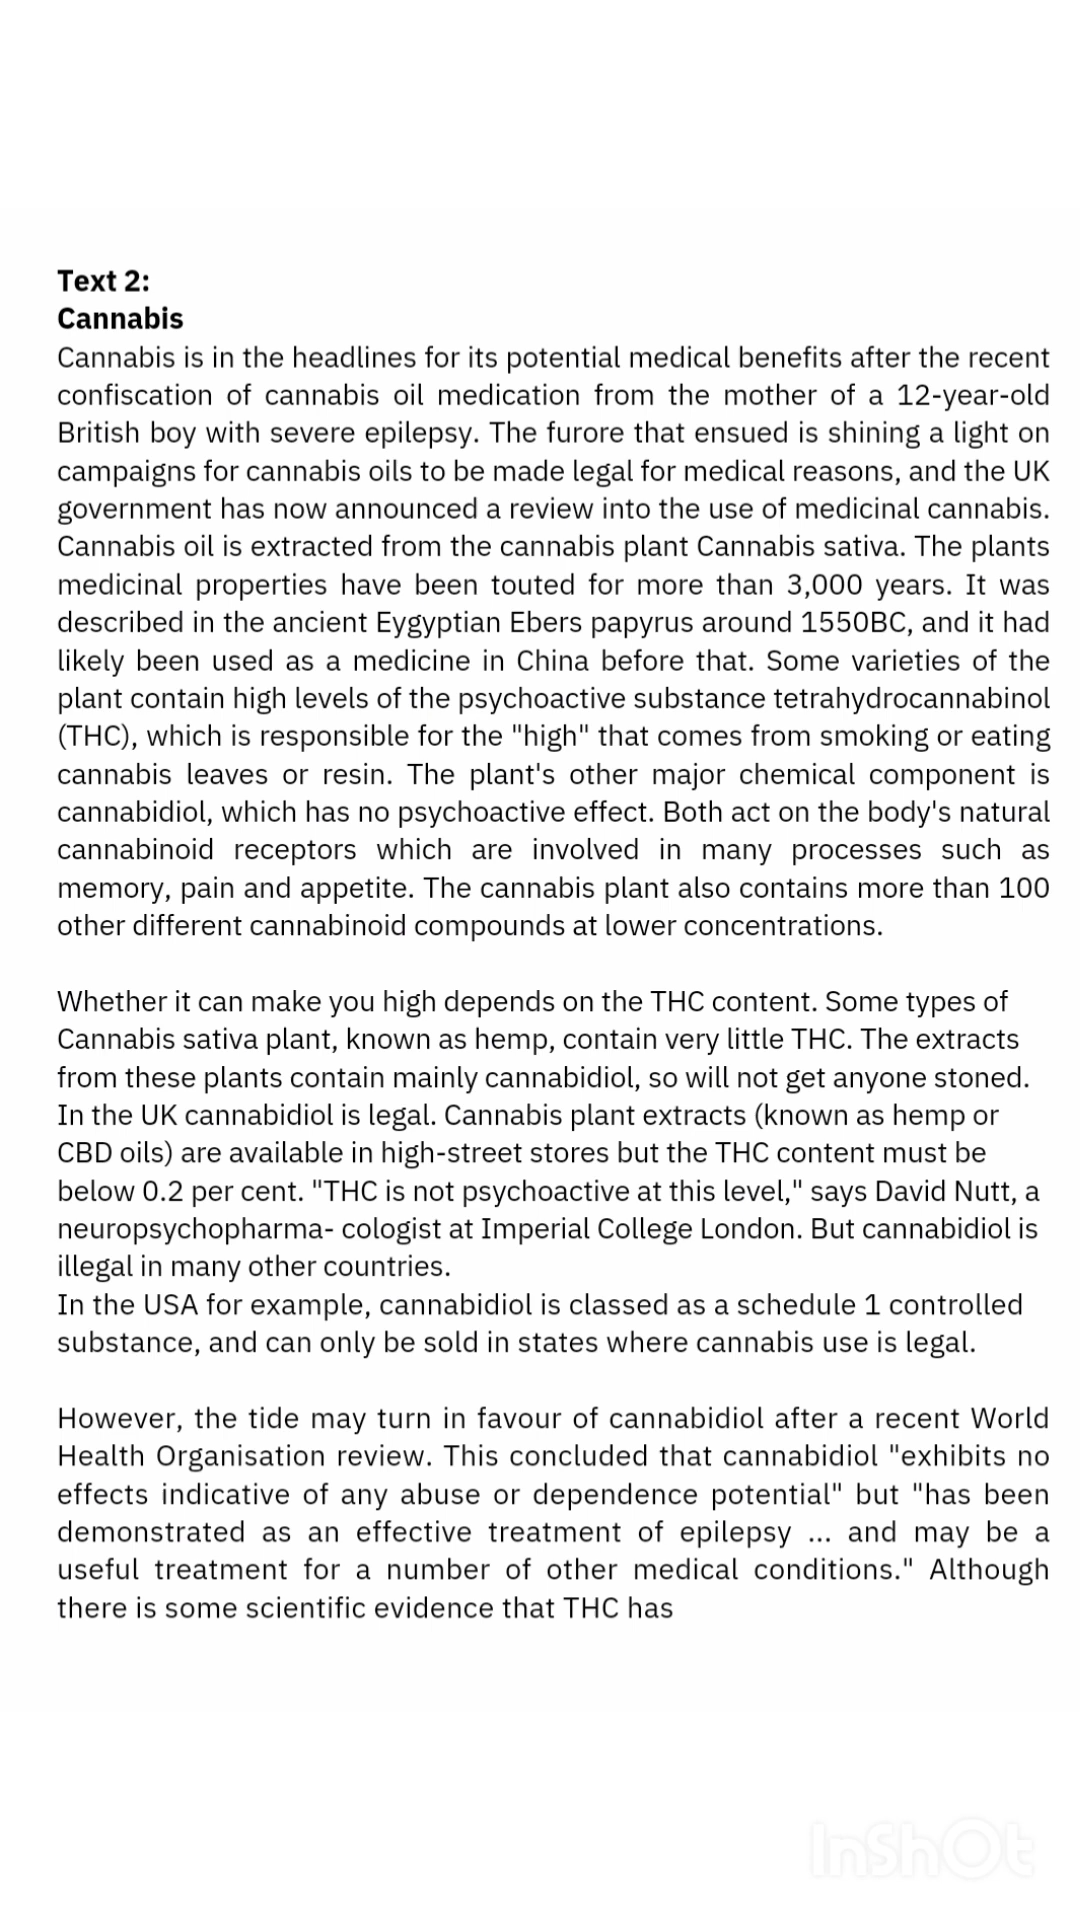 Text 2:
Cannabis
Cannabis is in the headlines for its potential medical benefits after the recent
confiscation of cannabis oil medication from the mother of a 12-year-old
British boy with severe epilepsy. The furore that ensued is shining a light on
campaigns for cannabis oils to be made legal for medical reasons, and the UK
government has now announced a review into the use of medicinal cannabis.
Cannabis oil is extracted from the cannabis plant Cannabis sativa. The plants
medicinal properties have been touted for more than 3,000 years. It was
described in the ancient Eygyptian Ebers papyrus around 1550BC, and it had
likely been used as a medicine in China before that. Some varieties of the
plant contain high levels of the psychoactive substance tetrahydrocannabinol
(THC), which is responsible for the "high" that comes from smoking or eating
cannabis leaves or resin. The plant's other major chemical component is
cannabidiol, which has no psychoactive effect. Both act on the body's natural
cannabinoid receptors which are involved in many processes such as
memory, pain and appetite. The cannabis plant also contains more than 100
other different cannabinoid compounds at lower concentrations.
Whether it can make you high depends on the THC content. Some types of
Cannabis sativa plant, known as hemp, contain very little THC. The extracts
from these plants contain mainly cannabidiol, so will not get anyone stoned.
In the UK cannabidiol is legal. Cannabis plant extracts (known as hemp or
CBD oils) are available in high-street stores but the THC content must be
below 0.2 per cent. "THC is not psychoactive at this level," says David Nutt, a
neuropsychopharma- cologist at Imperial College London. But cannabidiol is
illegal in many other countries.
In the USA for example, cannabidiol is classed as a schedule 1 controlled
substance, and can only be sold in states where cannabis use is legal.
However, the tide may turn in favour of cannabidiol after a recent World
Health Organisation review. This concluded that cannabidiol "exhibits no
effects indicative of any abuse or dependence potential" but "has been
demonstrated as an effective treatment of epilepsy ... and may be a
useful treatment for a number of other medical conditions." Although
there is some scientific evidence that THC has
InShOt